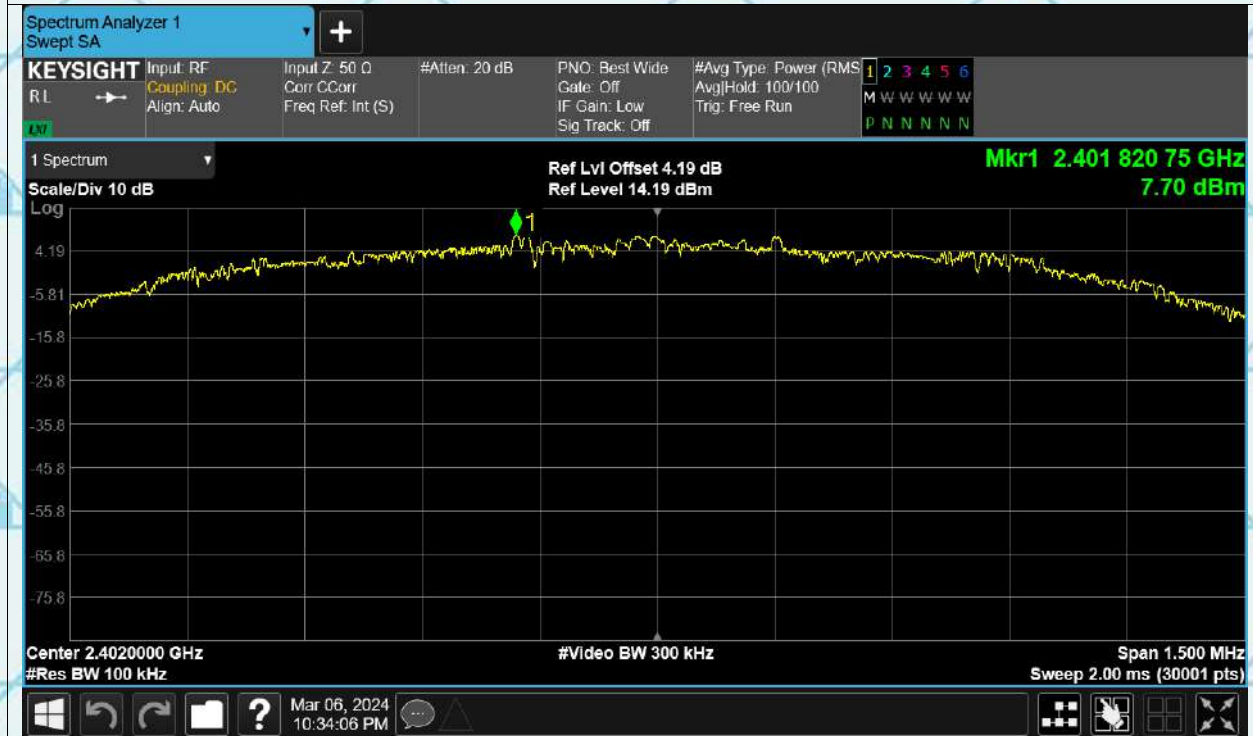 Spectrum Analyzer 1
Swept SA
+
KEYSIGHT
RL
LXI
Input: RF
Coupling: DC
Align: Auto
Input Z: 50 Ω
Corr CCorr
Freq Ref: Int (S)
#Atten: 20 dB
PNO: Best Wide
Gate: Off
IF Gain: Low
Sig Track: Off
#Avg Type: Power (RMS
Avg|Hold: 100/100
Trig: Free Run
1 2 3 4 5 6
M W W W W W
P N N N N N
1 Spectrum
Scale/Div 10 dB
Log
Ref Lvl Offset 4.19 dB
Ref Level 14.19 dBm
Mkr1 2.401 820 75 GHz
7.70 dBm
1
4.19
-5.81
-15.8
-25.8
-35.8
-45.8
-55.8
-65.8
-75.8
Center 2.4020000 GHz
#Res BW 100 kHz
#Video BW 300 kHz
Span 1.500 MHz
Sweep 2.00 ms (30001 pts)
?
Mar 06, 2024
10:34:06 PM